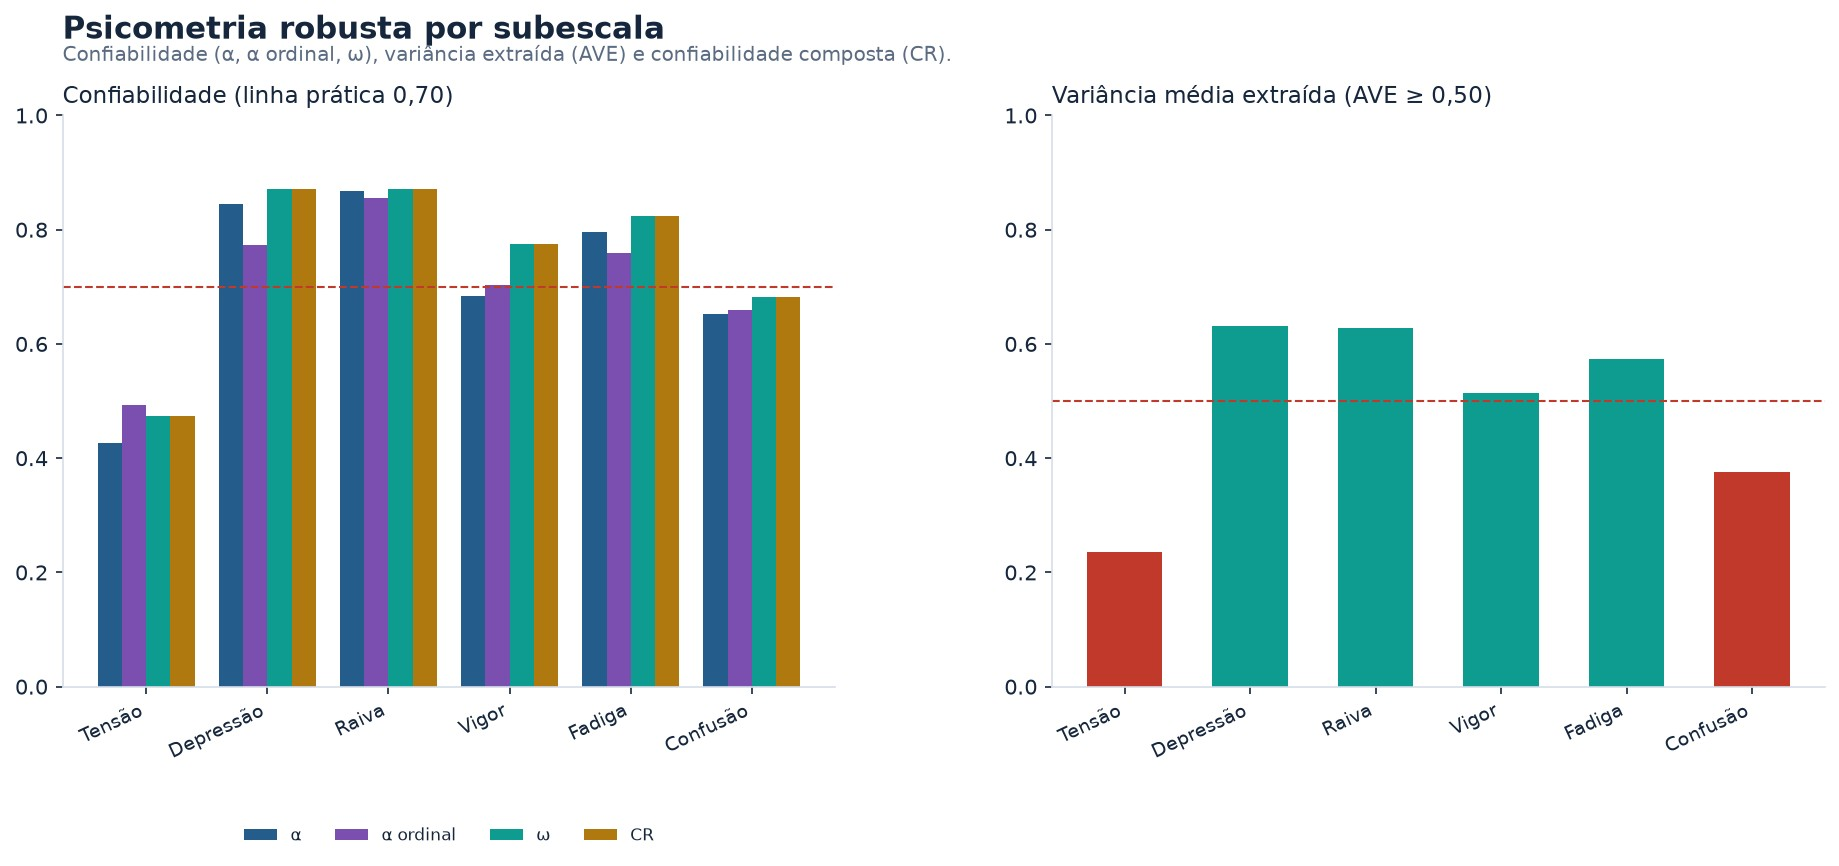 Psicometria robusta por subescala
Confiabilidade (α, α ordinal, ω), variância extraída (AVE) e confiabilidade composta (CR).
Confiabilidade (linha prática 0,70)
1.0
0.8
0.6
0.4
0.2
0.0
Tensão
Depressão
Raiva
Vigor
Fadiga
Confusão
α
α ordinal
ω
CR
Variância média extraída (AVE ≥ 0,50)
1.0
0.8
0.6
0.4
0.2
0.0
Tensão
Depressão
Raiva
Vigor
Fadiga
Confusão